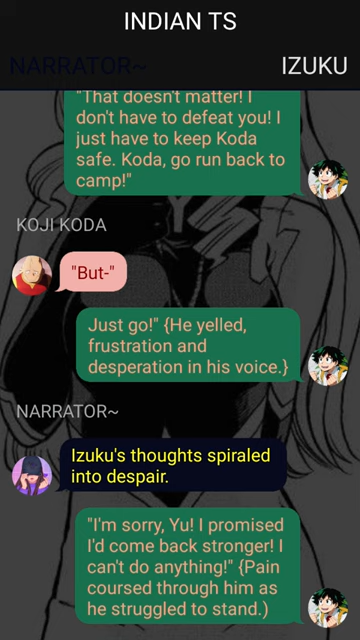 INDIAN TS
NARRATOR~
IZUKU
"That doesn't matter! I
don't have to defeat you! I
just have to keep Koda
safe. Koda, go run back to
camp!"
KOJI KODA
"But-"
Just go!" {He yelled,
frustration and
desperation in his voice.}
NARRATOR~
Izuku's thoughts spiraled
into despair.
"I'm sorry, Yu! I promised
I'd come back stronger! I
can't do anything!" {Pain
coursed through him as
he struggled to stand.)